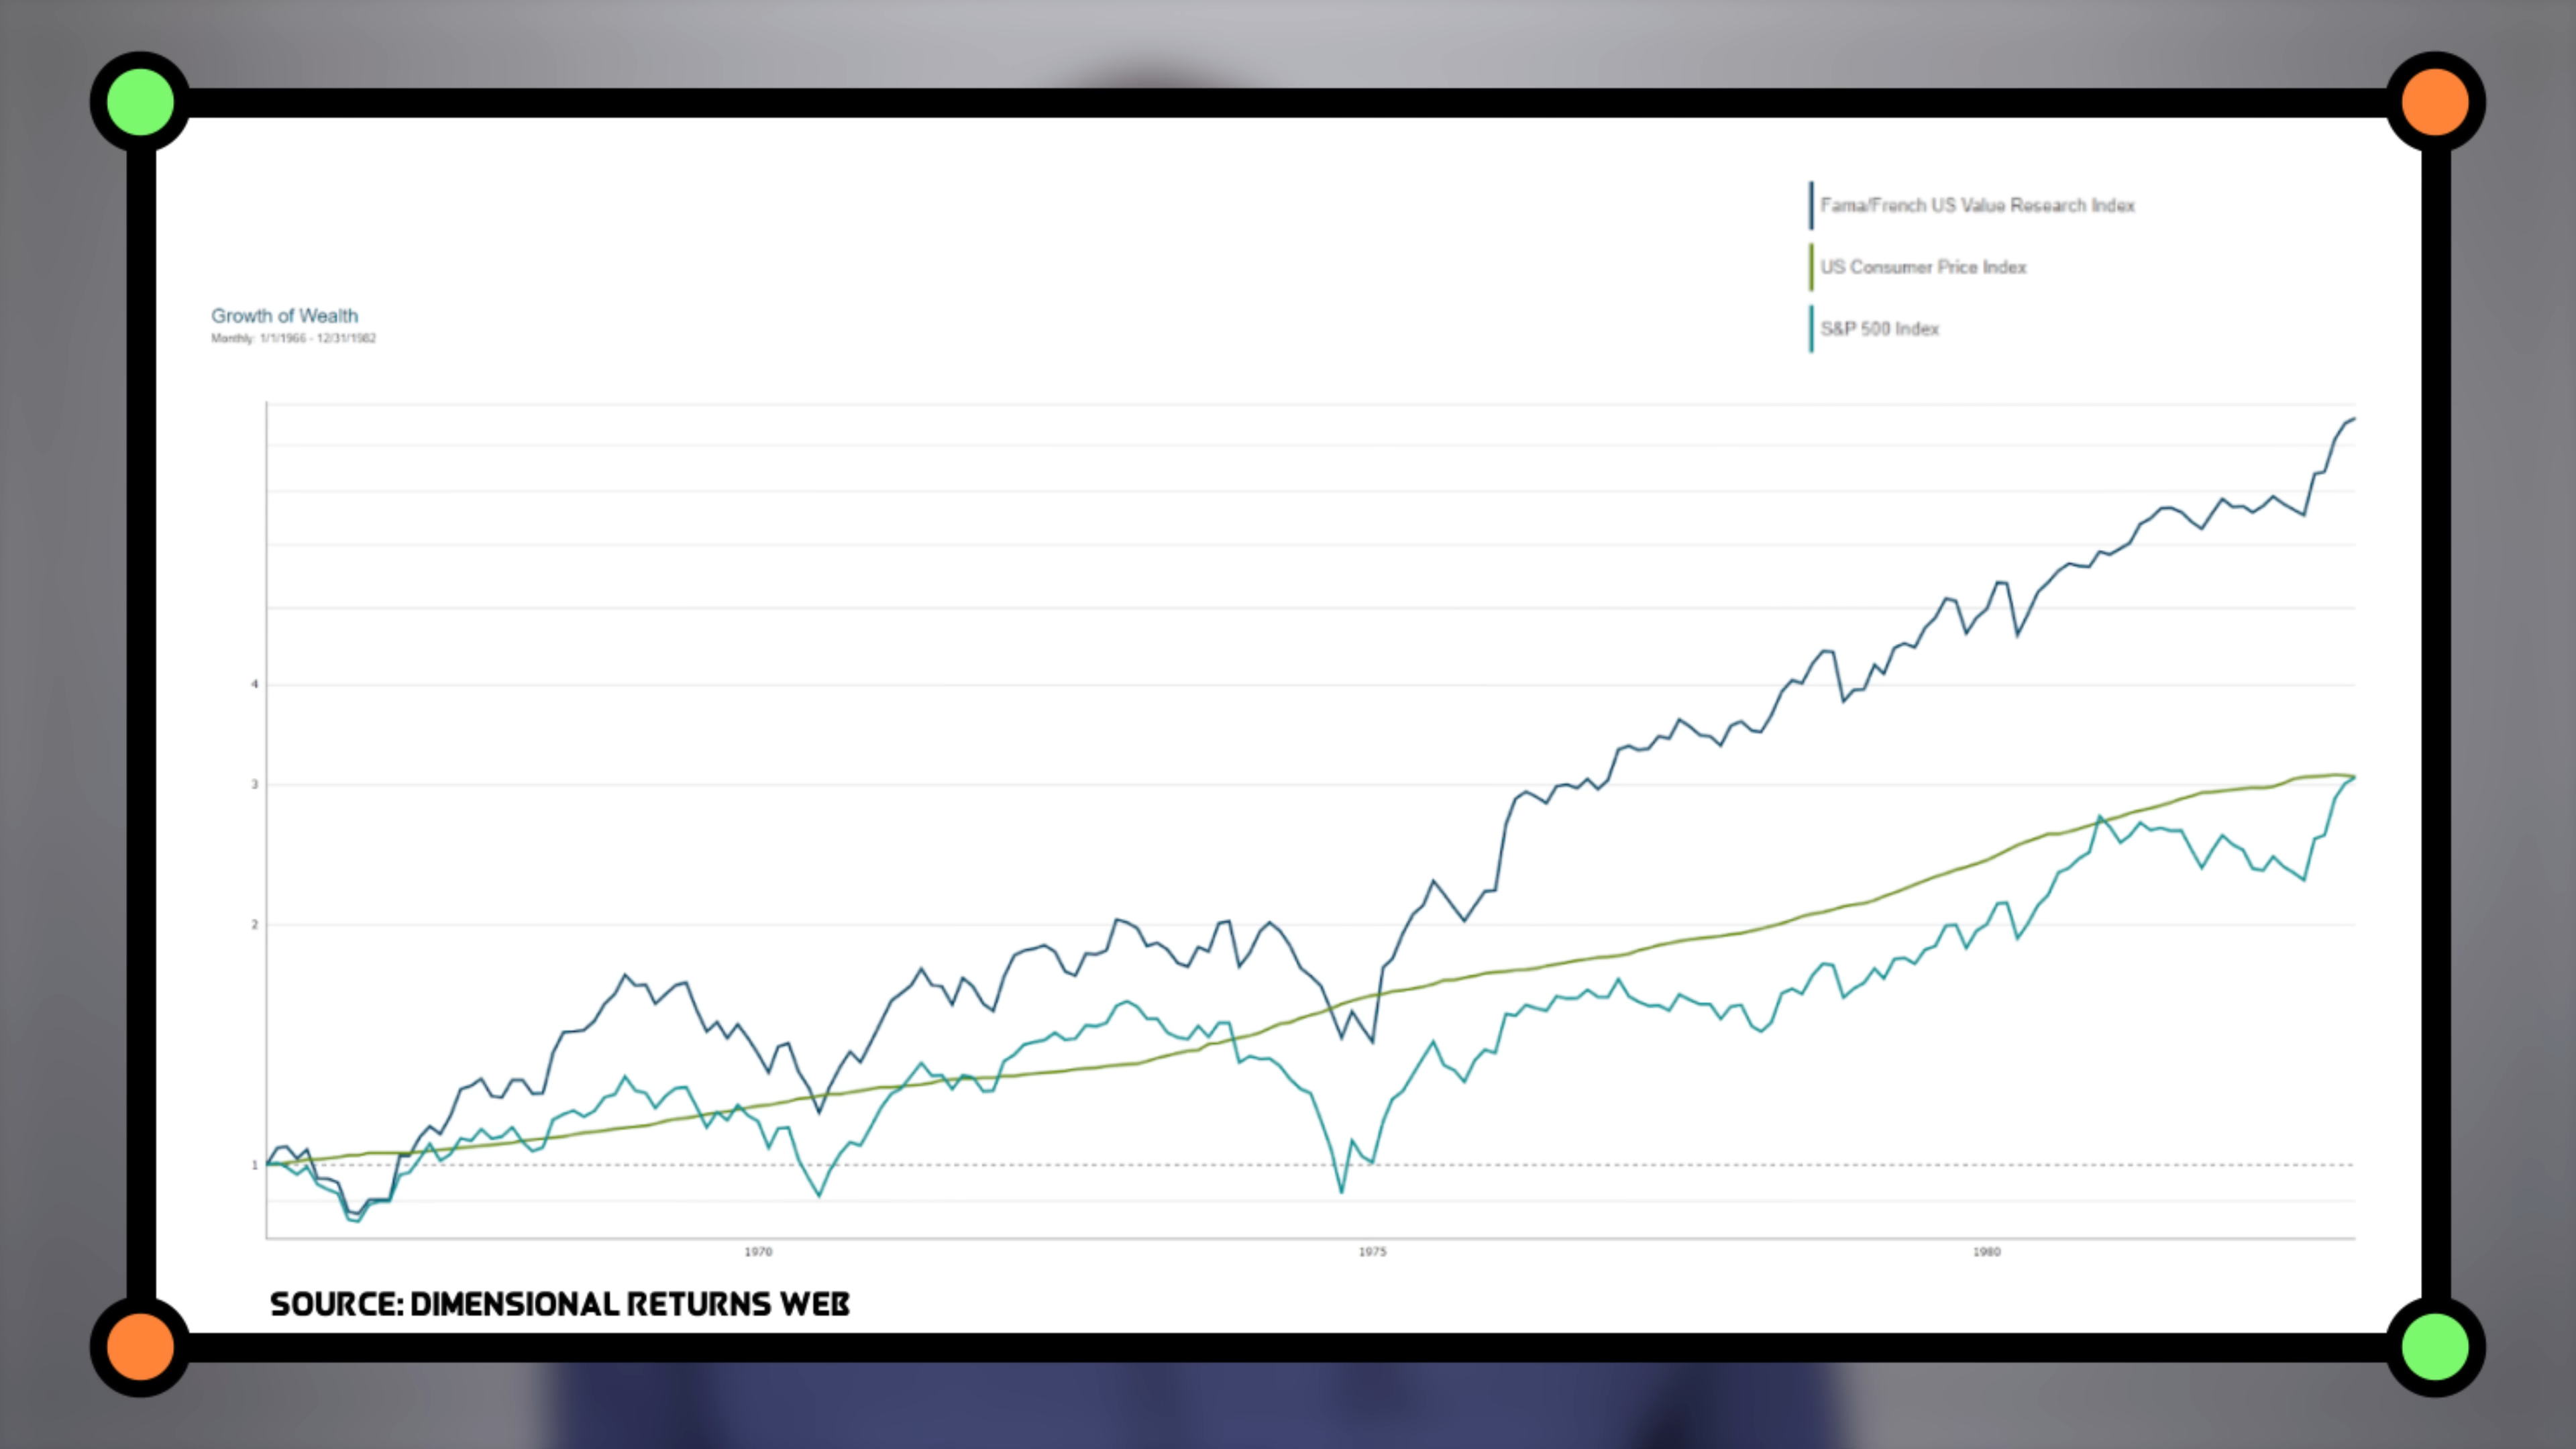 Fama/French US Value Research Index
US Consumer Price Index
S&P 500 Index
Growth of Wealth
Monthly: 1/1/1966 - 12/31/1982
4
3
2
1
1970
1975
1980
SOURCE: DIMENSIONAL RETURNS WEB